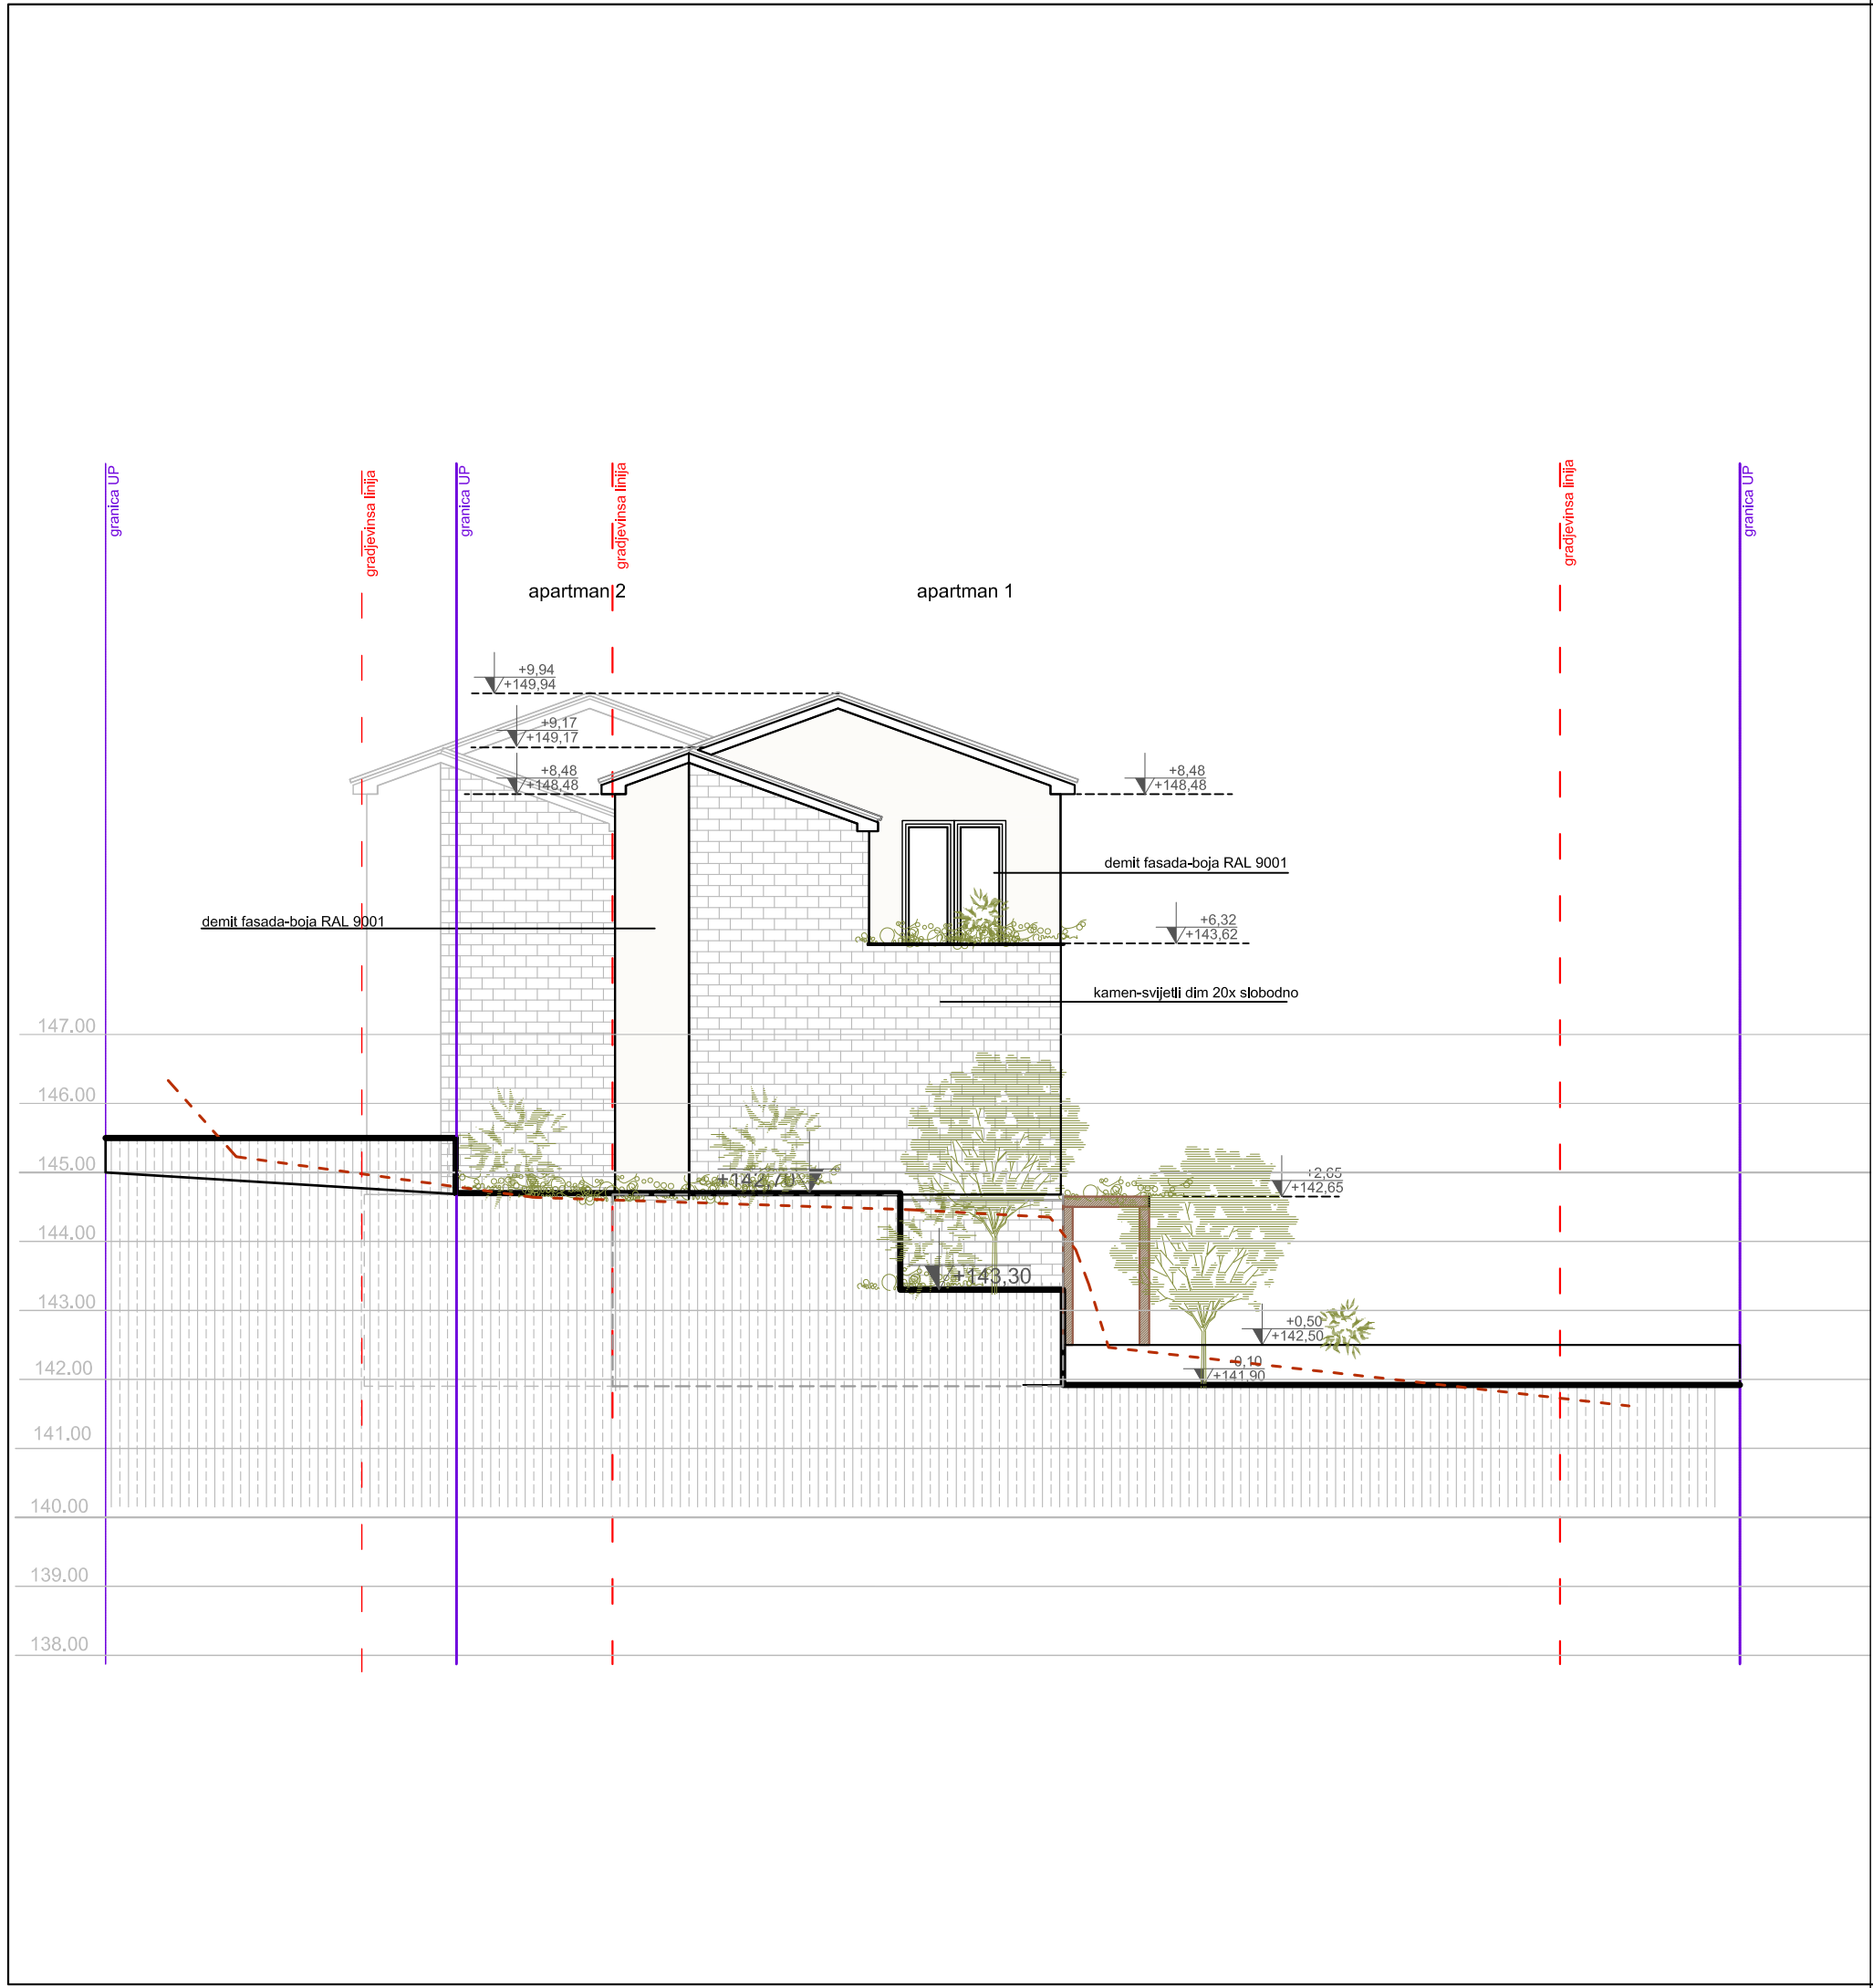 granica UP
gradjevinsa linija
granica UP
gradjevinsa linija
gradjevinsa linija
granica UP
apartman 2
apartman 1
+9,94
+149,94
+9,17
+149,17
+8,48
+148,48
+8,48
+148,48
demit fasada-boja RAL 9001
demit fasada-boja RAL 9001
+6,32
+143,62
kamen-svijetli dim 20x slobodno
147.00
146.00
145.00
+142,70
+2,65
+142,65
144.00
+143,30
143.00
+0,50
+142,50
142.00
-0,10
+141,90
141.00
140.00
139.00
138.00